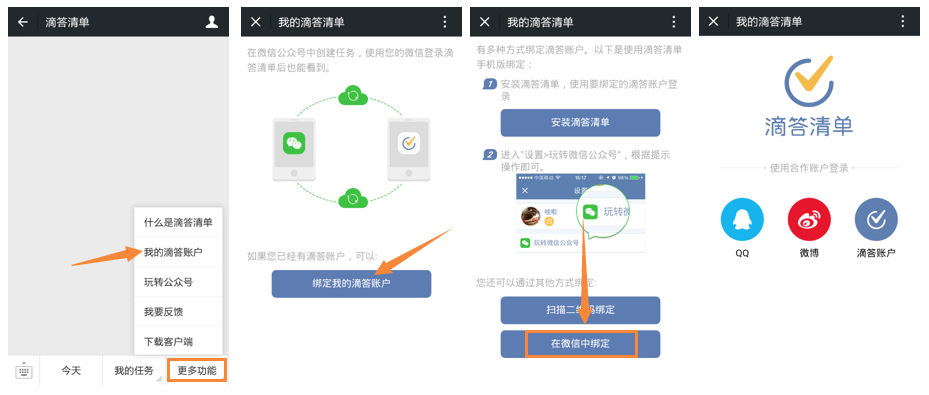 滴答清单
什么是滴答清单
我的滴答账户
玩转公众号
我要反馈
下载客户端
今天
我的任务
更多功能
我的滴答清单
在微信公众号中创建任务，使用您的微信登录滴
答清单后也能看到。
如果您已经有滴答账户，可以:
绑定我的滴答账户
我的滴答清单
有多种方式绑定滴答账户。以下是使用滴答清单
手机版绑定：
1 安装滴答清单，使用要绑定的滴答账户登
录
安装滴答清单
2 进入"设置>玩转微信公众号"，根据提示
操作即可。
中国移动
15:17
98%
设置
哇啦
玩转微
玩转微信公众号
您还可以通过其他方式绑定:
扫描二维码绑定
在微信中绑定
我的滴答清单
滴答清单
使用合作账户登录
QQ
微博
滴答账户